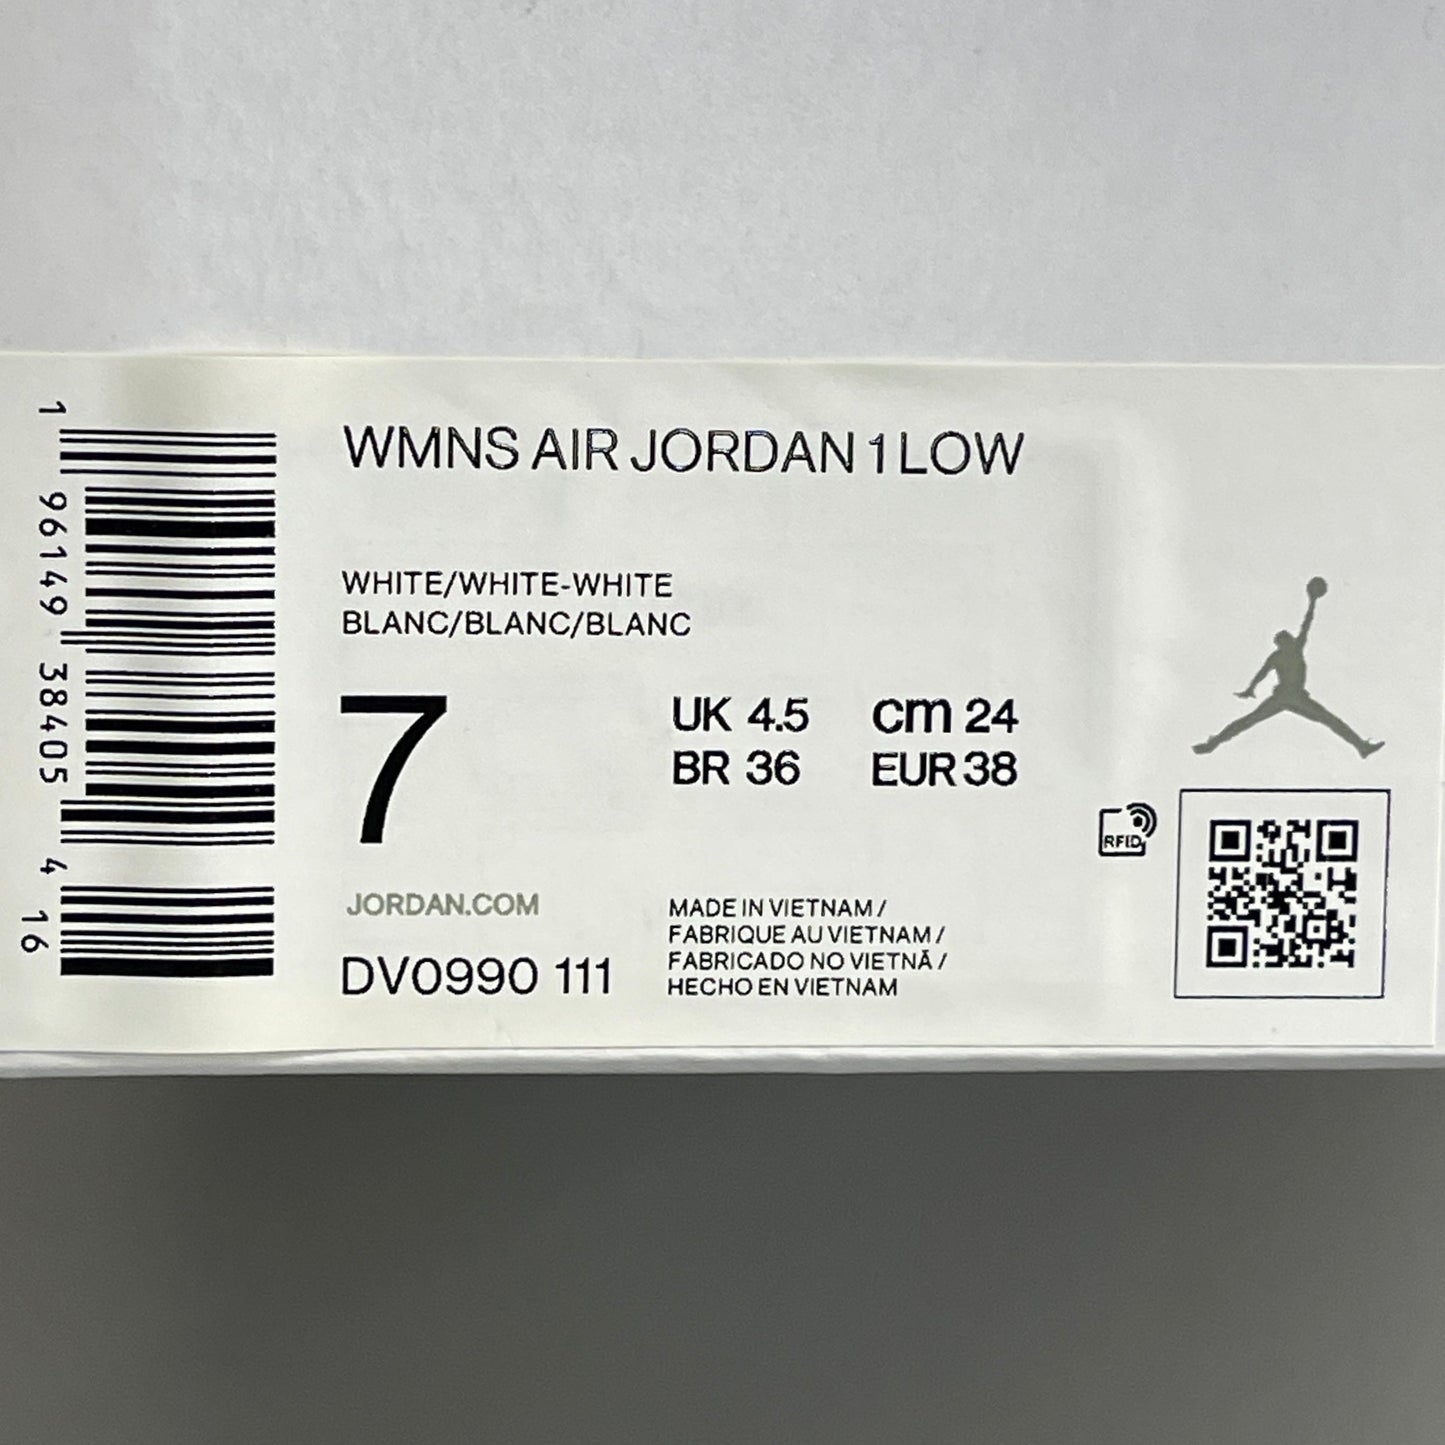 WMNS AIR JORDAN 1 LOW
WHITE/WHITE-WHITE
BLANC/BLANC/BLANC
7
UK 4.5 cm 24
BR 36 EUR 38
RFID
JORDAN.COM
DV0990 111
MADE IN VIETNAM /
FABRIQUE AU VIETNAM /
FABRICADO NO VIETNÃ /
HECHO EN VIETNAM
1 96149 38405 4
16